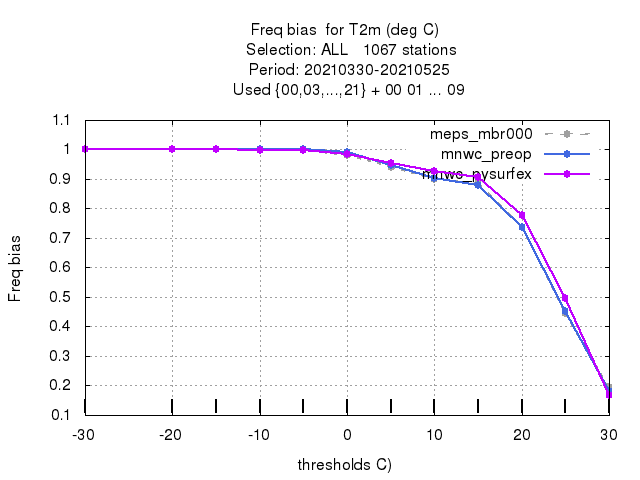 Freq bias  for T2m (deg C)
Selection: ALL   1067 stations
Period: 20210330-20210525
Used {00,03,...,21} + 00 01 ... 09
1.1
1
0.9
0.8
0.7
0.6
0.5
0.4
0.3
0.2
0.1
Freq bias
meps_mbr000
mnwc_preop
mnwc_pysurfex
-30
-20
-10
0
10
20
30
thresholds C)